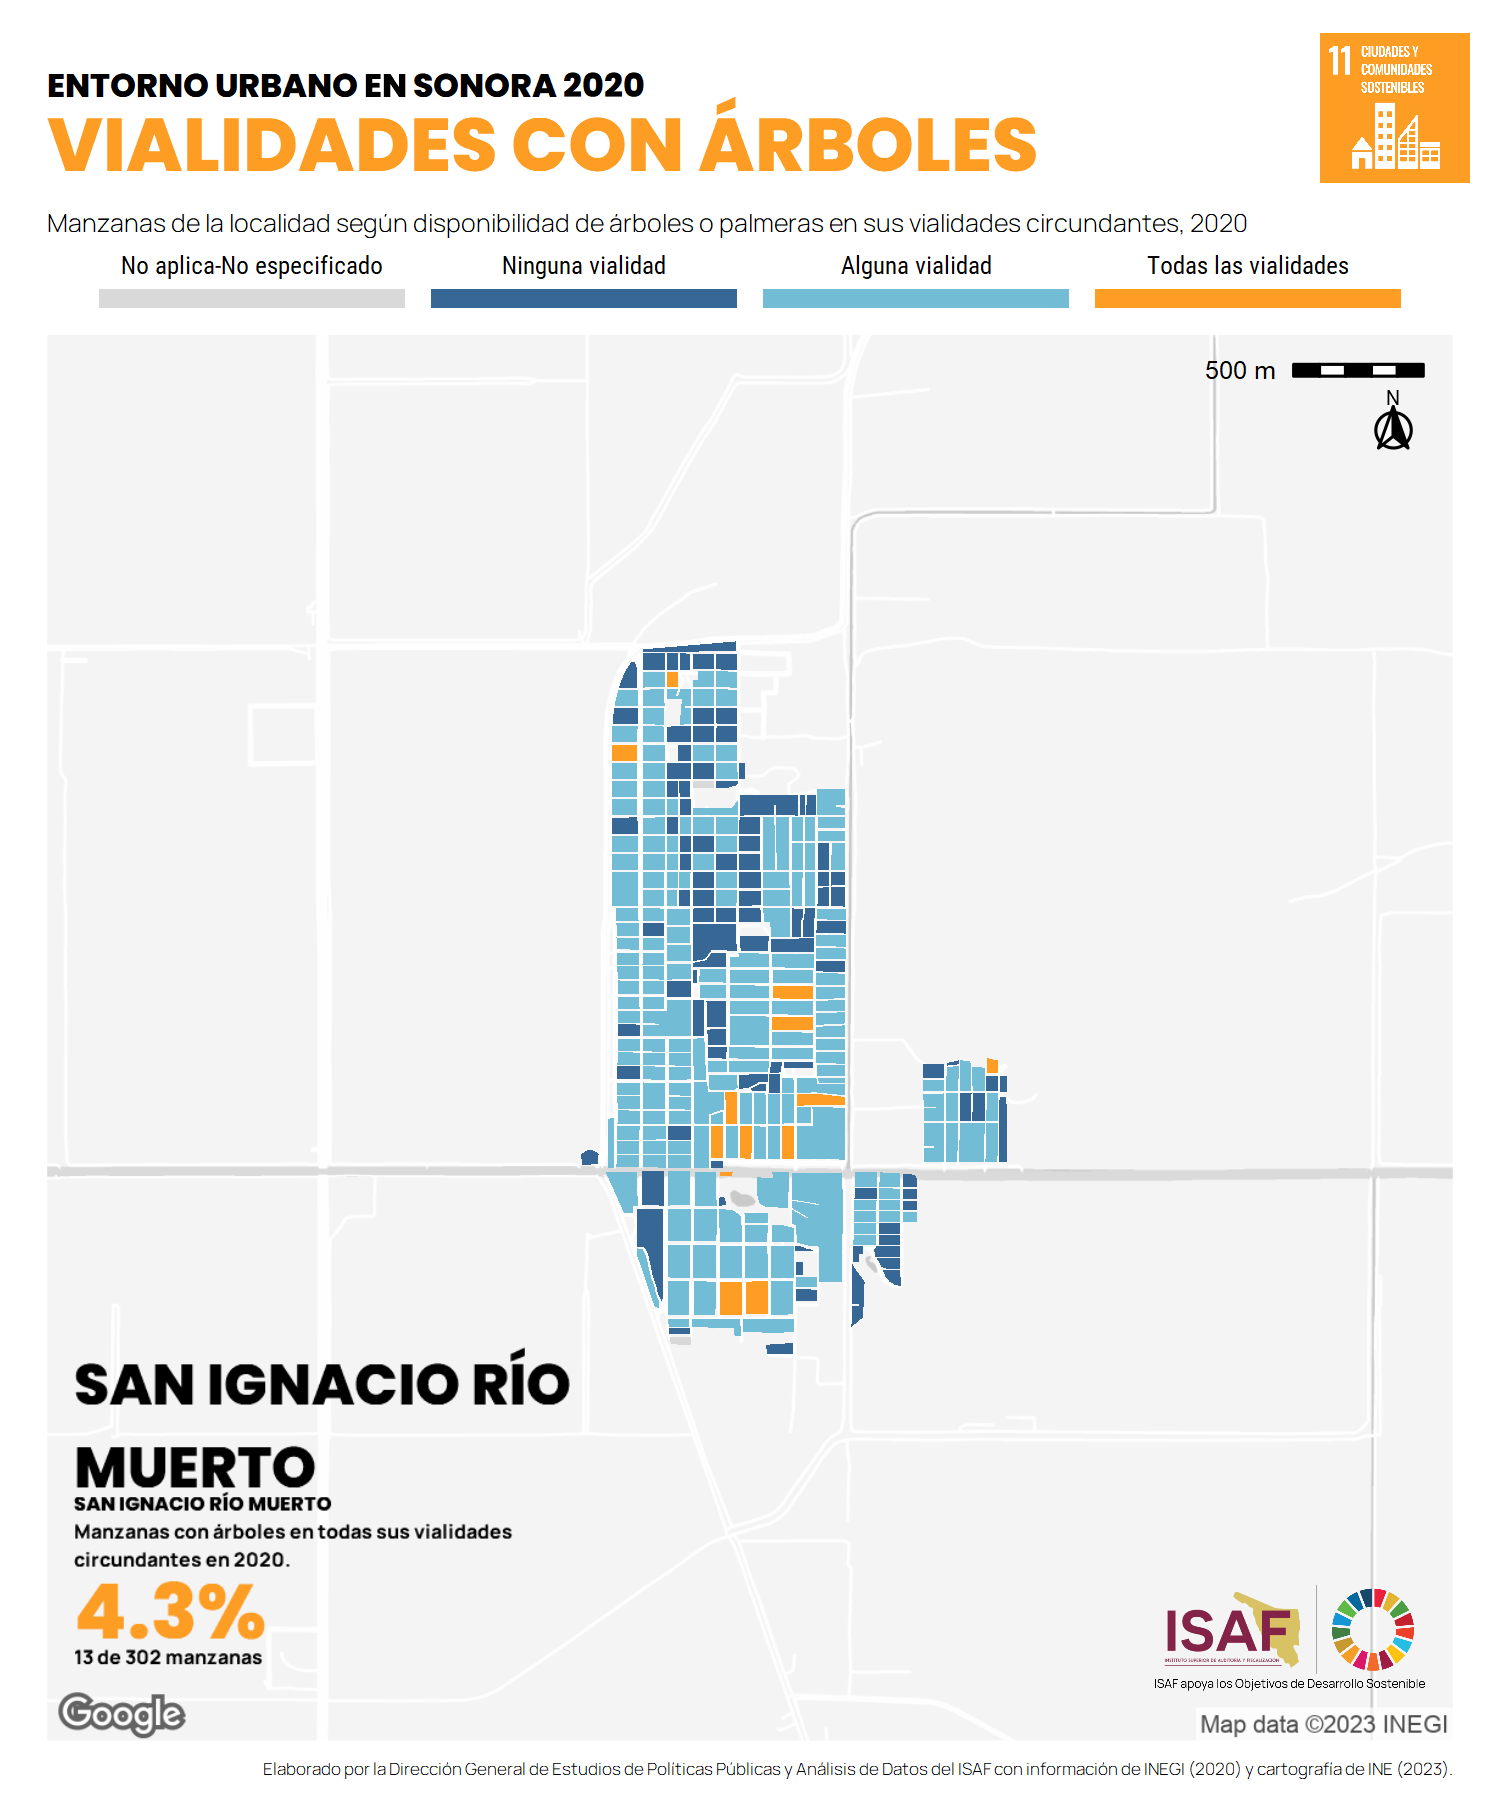 ENTORNO URBANO EN SONORA 2020
VIALIDADES CON ÁRBOLES
11 CIUDADES Y
COMUNIDADES
SOSTENIBLES
Manzanas de la localidad según disponibilidad de árboles o palmeras en sus vialidades circundantes, 2020
No aplica-No especificado Ninguna vialidad Alguna vialidad Todas las vialidades
500 m
N
SAN IGNACIO RÍO
MUERTO
SAN IGNACIO RÍO MUERTO
Manzanas con árboles en todas sus vialidades
circundantes en 2020.
4.3%
13 de 302 manzanas
Google
ISAF
INSTITUTO SUPERIOR DE AUDITORÍA Y FISCALIZACIÓN
ISAF apoya los Objetivos de Desarrollo Sostenible
Map data ©2023 INEGI
Elaborado por la Dirección General de Estudios de Políticas Públicas y Análisis de Datos del ISAF con información de INEGI (2020) y cartografía de INE (2023).